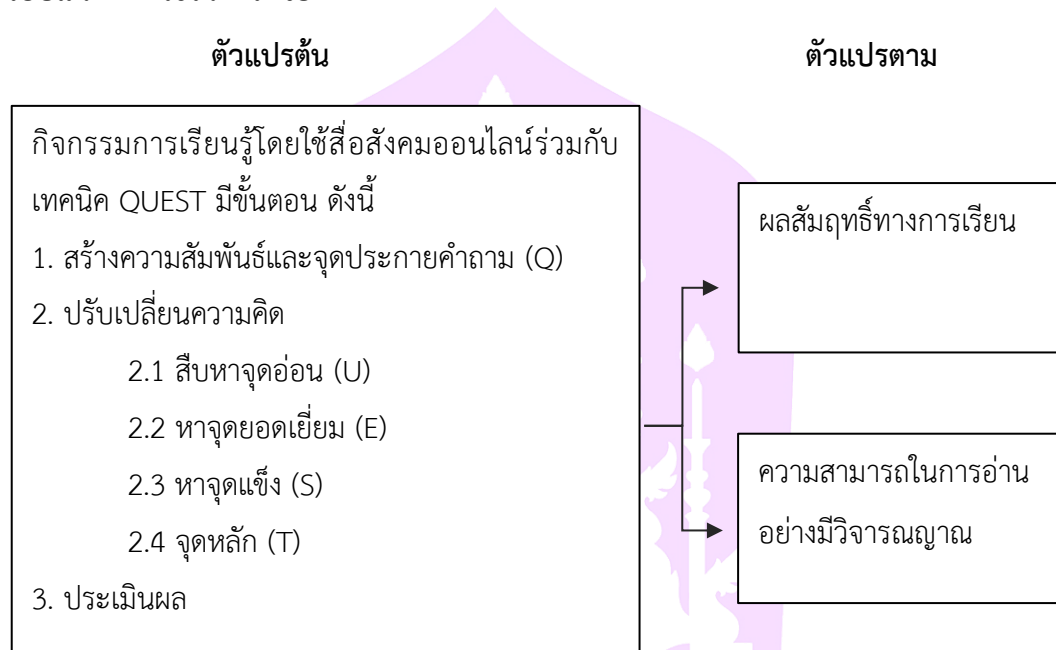 ตัวแปรต้น
ตัวแปรตาม
กิจกรรมการเรียนรู้โดยใช้สื่อสังคมออนไลน์ร่วมกับ
เทคนิค QUEST มีขั้นตอน ดังนี้
1. สร้างความสัมพันธ์และจุดประกายคำถาม (Q)
2. ปรับเปลี่ยนความคิด
2.1 สืบหาจุดอ่อน (U)
2.2 หาจุดยอดเยี่ยม (E)
2.3 หาจุดแข็ง (S)
2.4 จุดหลัก (T)
3. ประเมินผล
ผลสัมฤทธิ์ทางการเรียน
ความสามารถในการอ่าน
อย่างมีวิจารณญาณ